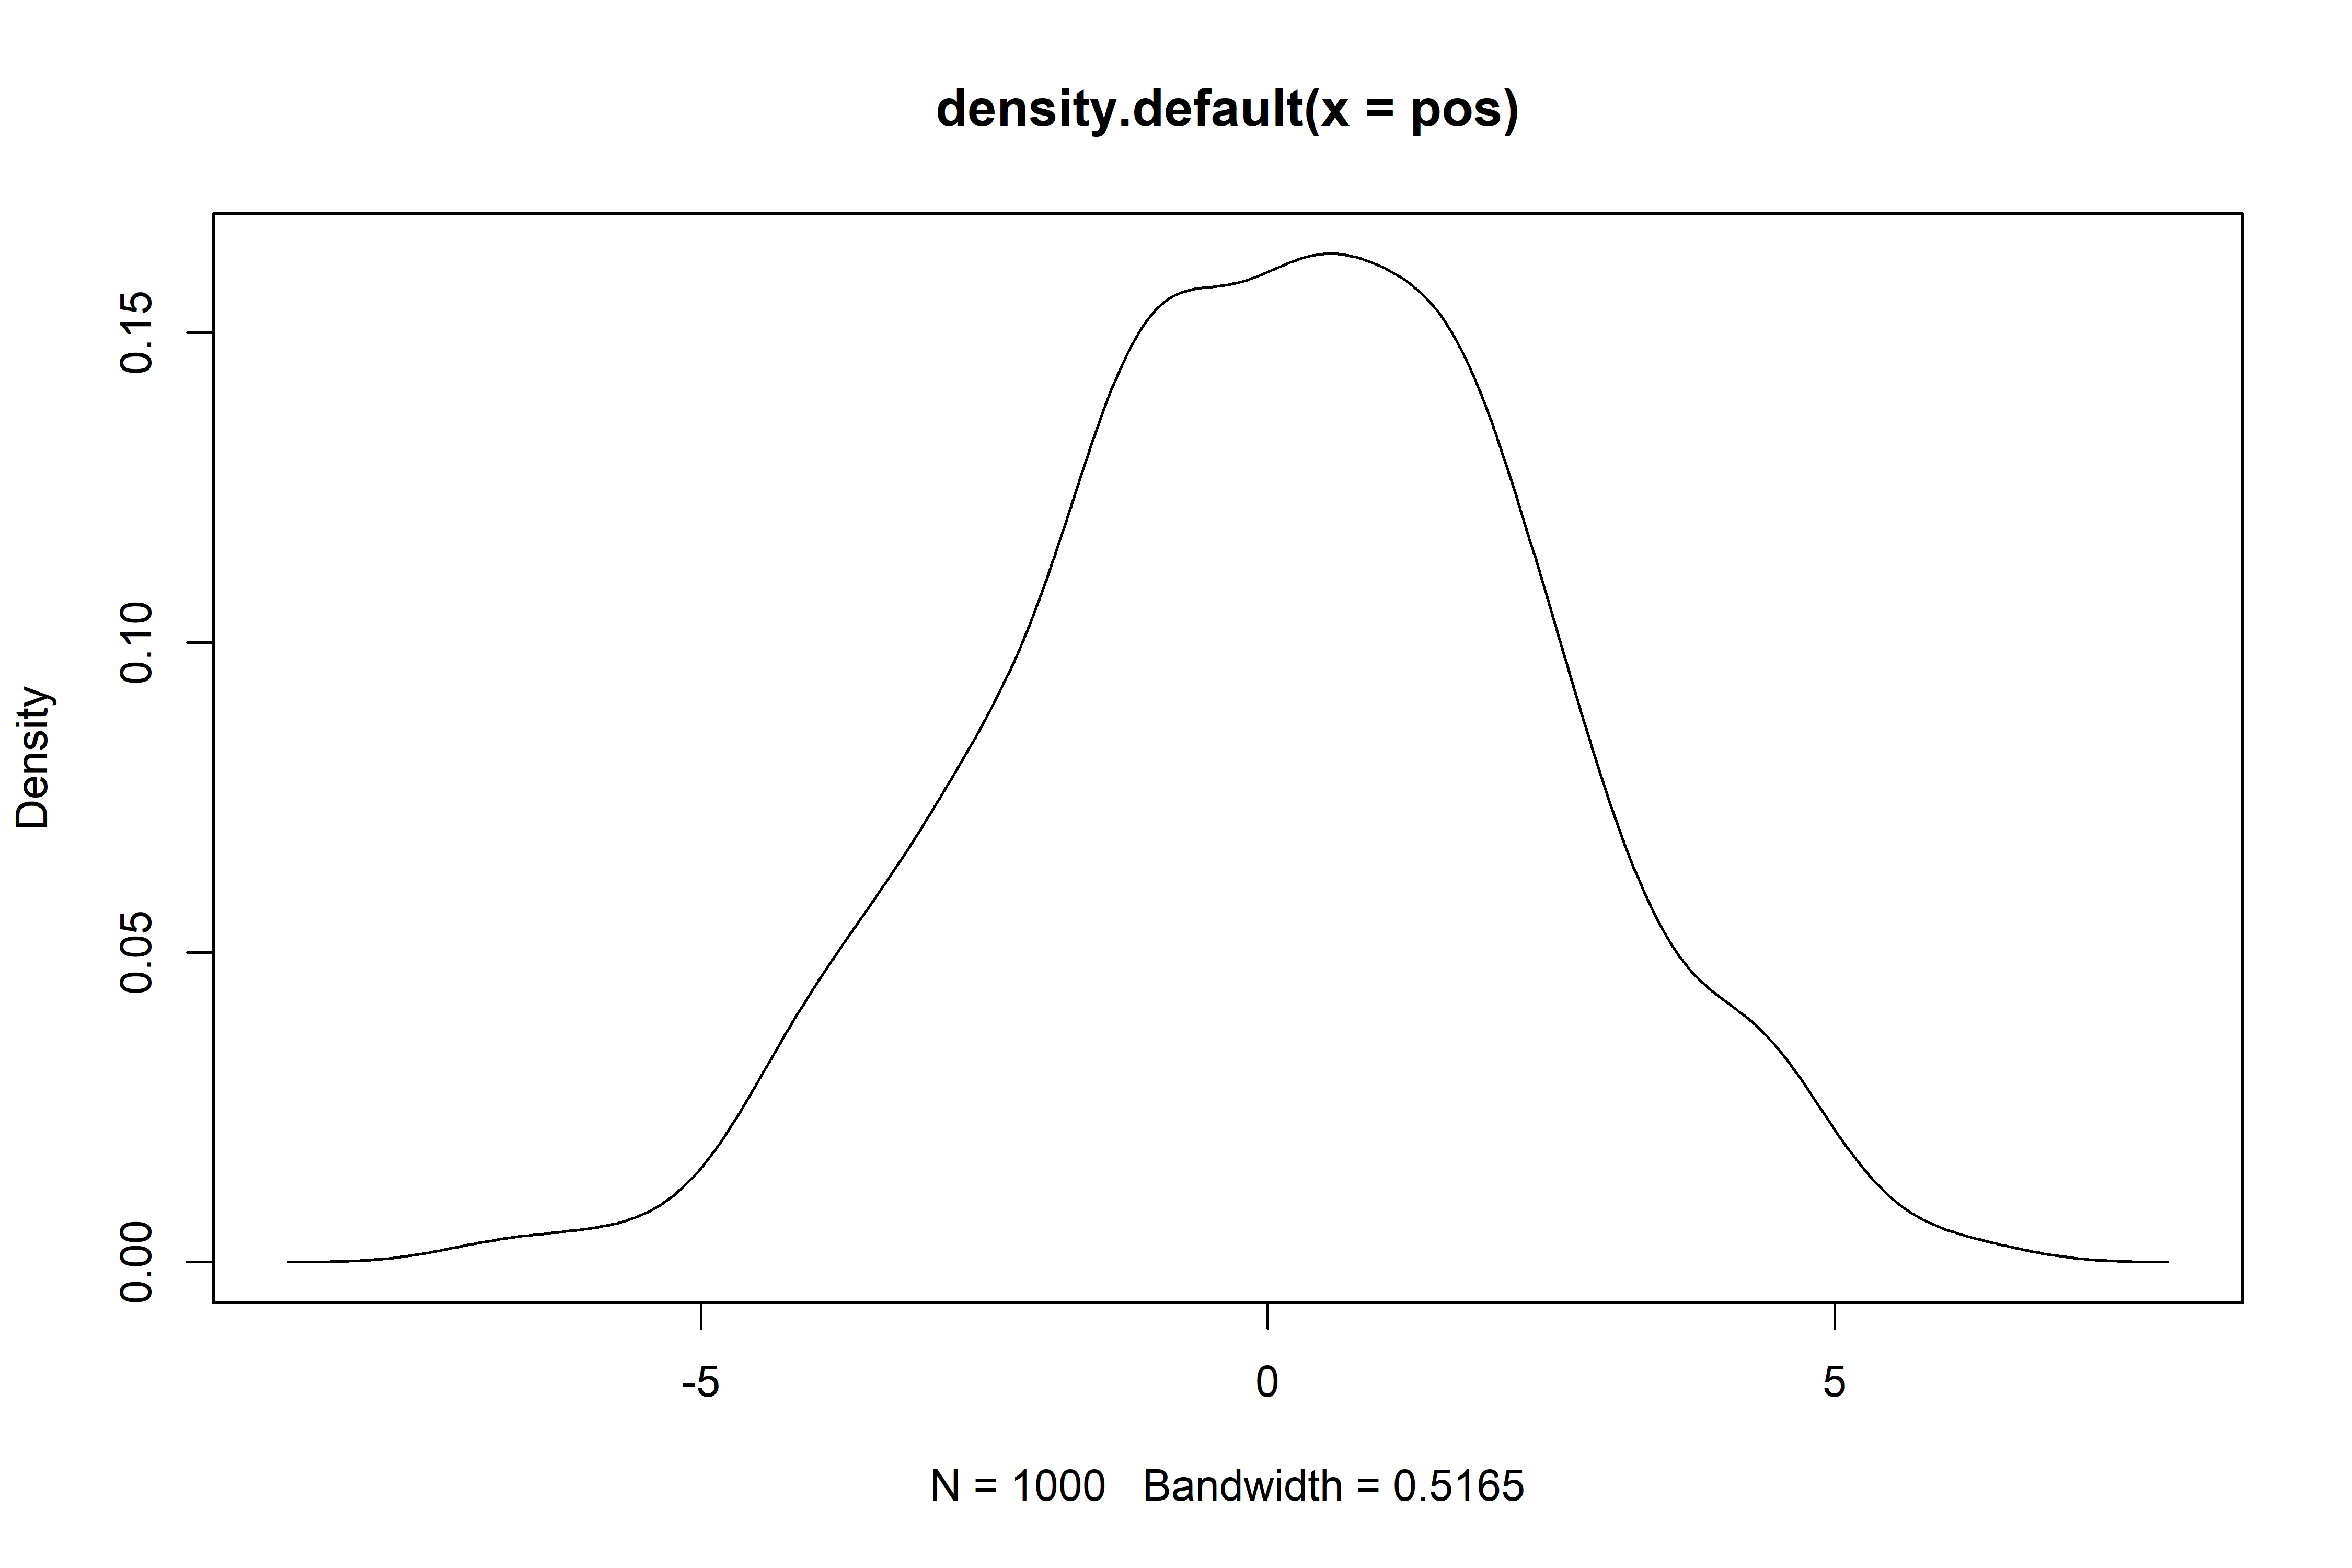 density.default(x = pos)
Density
0.15
0.10
0.05
0.00
-5 0 5
N = 1000 Bandwidth = 0.5165